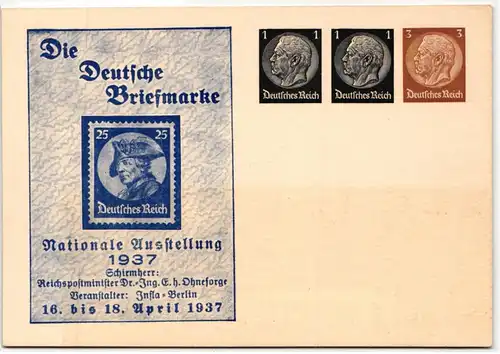 Die
Deutsche
Briefmarke
25 25
Deutsches Reich
Nationale Ausstellung
1937
Schirmherr:
Reichspostminister Dr.-Ing. E. h. Ohnesorge
Veranstalter: Infla-Berlin
16. bis 18. April 1937
1 1
Deutsches Reich
1 1
Deutsches Reich
3 3
Deutsches Reich